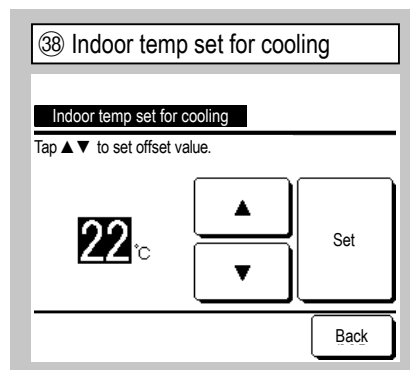 ㊳ Indoor temp set for cooling
Indoor temp set for cooling
Tap ▲▼ to set offset value.
▲
22°C
Set
▼
Back